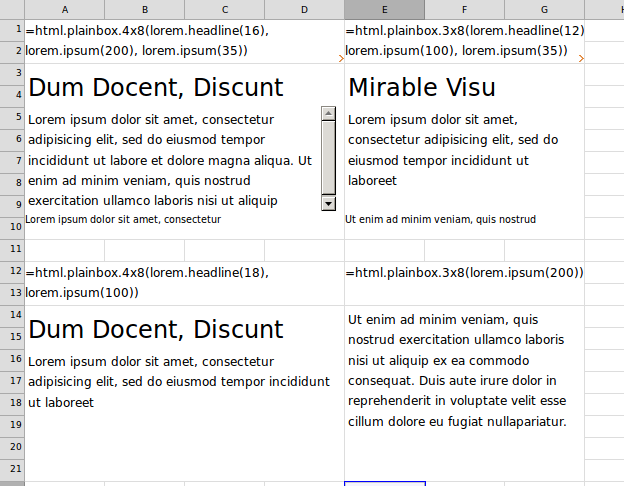 A B C D E F G
1 =html.plainbox.4x8(lorem.headline(16), =html.plainbox.3x8(lorem.headline(12)
2 lorem.ipsum(200), lorem.ipsum(35)) lorem.ipsum(100), lorem.ipsum(35))
3
4 Dum Docent, Discunt Mirable Visu
5 Lorem ipsum dolor sit amet, consectetur Lorem ipsum dolor sit amet,
6 adipisicing elit, sed do eiusmod tempor consectetur adipisicing elit, sed do
7 incididunt ut labore et dolore magna aliqua. Ut eiusmod tempor incididunt ut
8 enim ad minim veniam, quis nostrud laboreet
9 exercitation ullamco laboris nisi ut aliquip
10 Lorem ipsum dolor sit amet, consectetur Ut enim ad minim veniam, quis nostrud
11
12 =html.plainbox.4x8(lorem.headline(18), =html.plainbox.3x8(lorem.ipsum(200))
13 lorem.ipsum(100))
14 Ut enim ad minim veniam, quis
15 Dum Docent, Discunt nostrud exercitation ullamco laboris
16 Lorem ipsum dolor sit amet, consectetur nisi ut aliquip ex ea commodo
17 adipisicing elit, sed do eiusmod tempor incididunt consequat. Duis aute irure dolor in
18 ut laboreet reprehenderit in voluptate velit esse
19 cillum dolore eu fugiat nullapariatur.
20
21